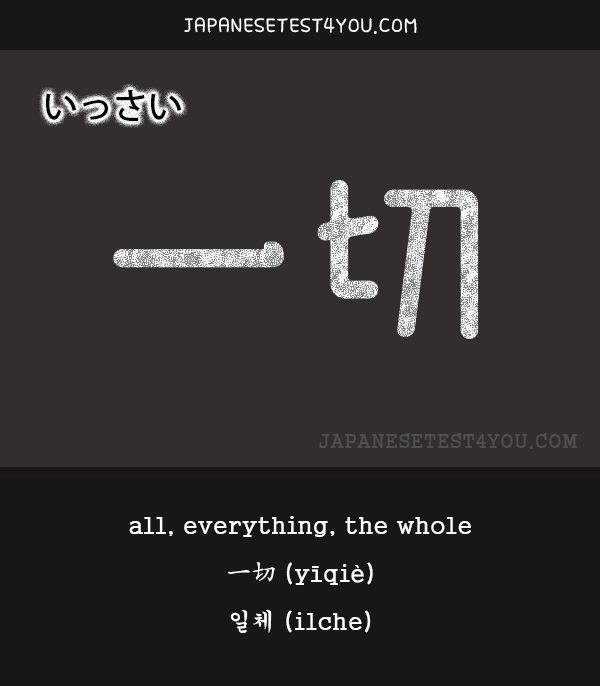 JAPANESETEST4YOU.COM
いっさい
一切
JAPANESETEST4YOU.COM
all, everything, the whole
一切 (yīqiè)
일체 (ilche)